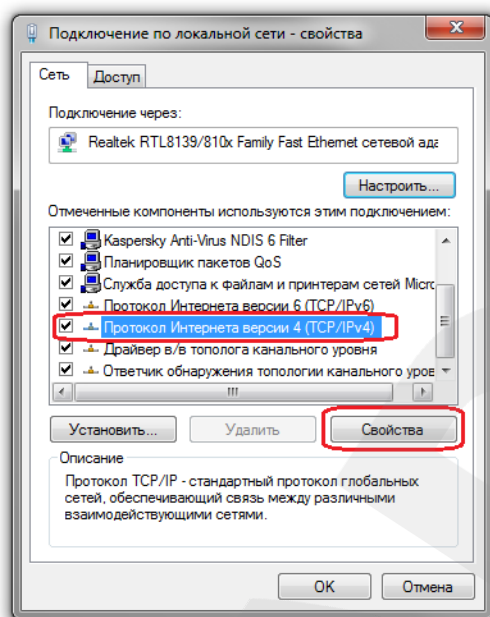 Подключение по локальной сети - свойства
Сеть
Доступ
Подключение через:
Realtek RTL8139/810x Family Fast Ethernet сетевой ада
Настроить...
Отмеченные компоненты используются этим подключением:
Kaspersky Anti-Virus NDIS 6 Filter
Планировщик пакетов QoS
Служба доступа к файлам и принтерам сетей Micro
Протокол Интернета версии 6 (TCP/IPv6)
Протокол Интернета версии 4 (TCP/IPv4)
Драйвер в/в тополога канального уровня
Ответчик обнаружения топологии канального уров
Установить...
Удалить
Свойства
Описание
Протокол TCP/IP - стандартный протокол глобальных
сетей, обеспечивающий связь между различными
взаимодействующими сетями.
OK
Отмена